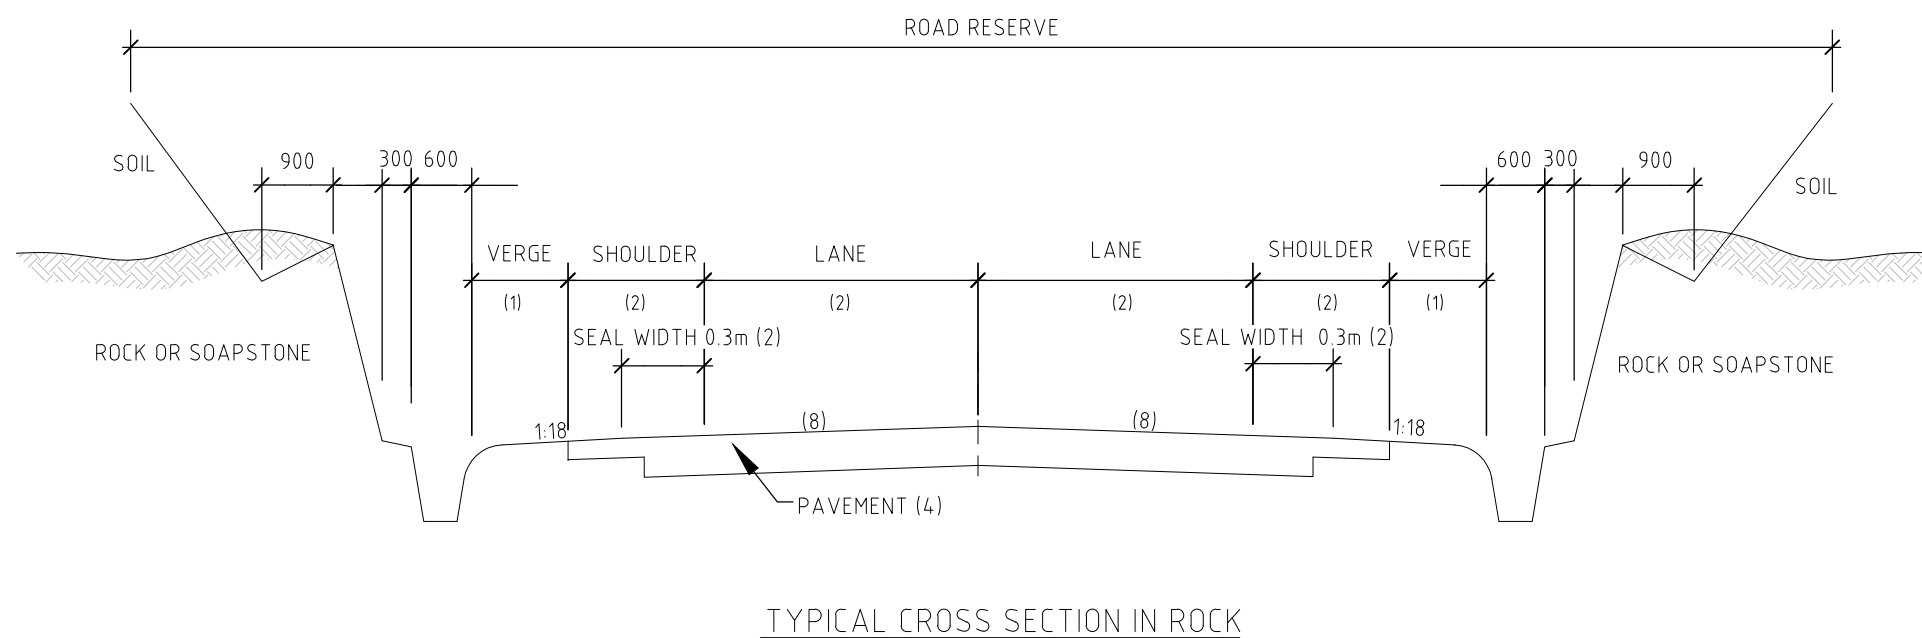 ROAD RESERVE
SOIL
900
300
600
600
300
900
SOIL
VERGE
SHOULDER
LANE
LANE
SHOULDER
VERGE
(1)
(2)
(2)
(2)
(2)
(1)
SEAL WIDTH 0.3m (2)
SEAL WIDTH 0.3m (2)
ROCK OR SOAPSTONE
ROCK OR SOAPSTONE
1:18
(8)
(8)
1:18
PAVEMENT (4)
TYPICAL CROSS SECTION IN ROCK